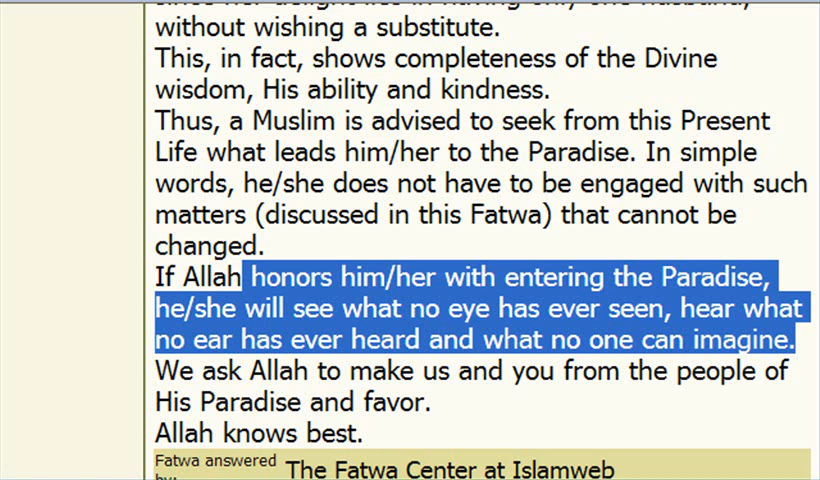 without wishing a substitute.
This, in fact, shows completeness of the Divine
wisdom, His ability and kindness.
Thus, a Muslim is advised to seek from this Present
Life what leads him/her to the Paradise. In simple
words, he/she does not have to be engaged with such
matters (discussed in this Fatwa) that cannot be
changed.
If Allah honors him/her with entering the Paradise,
he/she will see what no eye has ever seen, hear what
no ear has ever heard and what no one can imagine.
We ask Allah to make us and you from the people of
His Paradise and favor.
Allah knows best.
Fatwa answered The Fatwa Center at Islamweb
by: